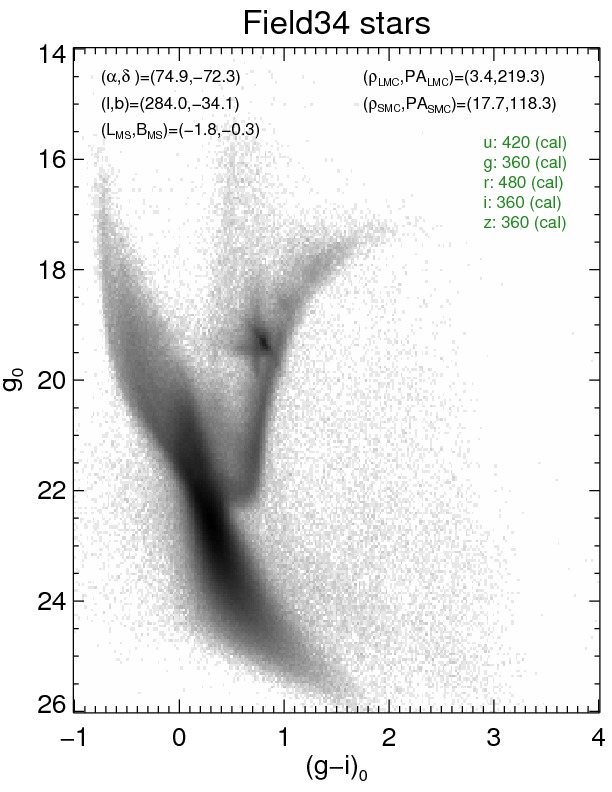 Field34 stars
(α,δ )=(74.9,−72.3)
(ρLMC,PALMC)=(3.4,219.3)
(l,b)=(284.0,−34.1)
(ρSMC,PASMC)=(17.7,118.3)
(LMS,BMS)=(−1.8,−0.3)
u: 420 (cal)
g: 360 (cal)
r: 480 (cal)
i: 360 (cal)
z: 360 (cal)
14
16
18
20
22
24
26
g0
−1 0 1 2 3 4
(g−i)0